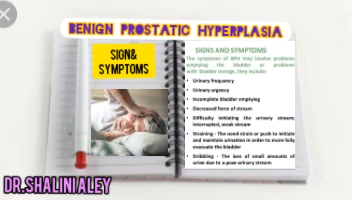 BENIGN PROSTATIC HYPERPLASIA
SIGN&
SYMPTOMS
SIGNS AND SYMPTOMS
The symptoms of BPH may involve problems
emptying the bladder or problems
with bladder storage, they include:
• Urinary frequency
• Urinary urgency
• Incomplete bladder emptying
• Decreased force of stream
• Difficulty initiating the urinary stream;
interrupted, weak stream
• Straining - The need strain or push to initiate
and maintain urination in order to more fully
evacuate the bladder
• Dribbling - The loss of small amounts of
urine due to a poor urinary stream
DR.SHALINI ALEY